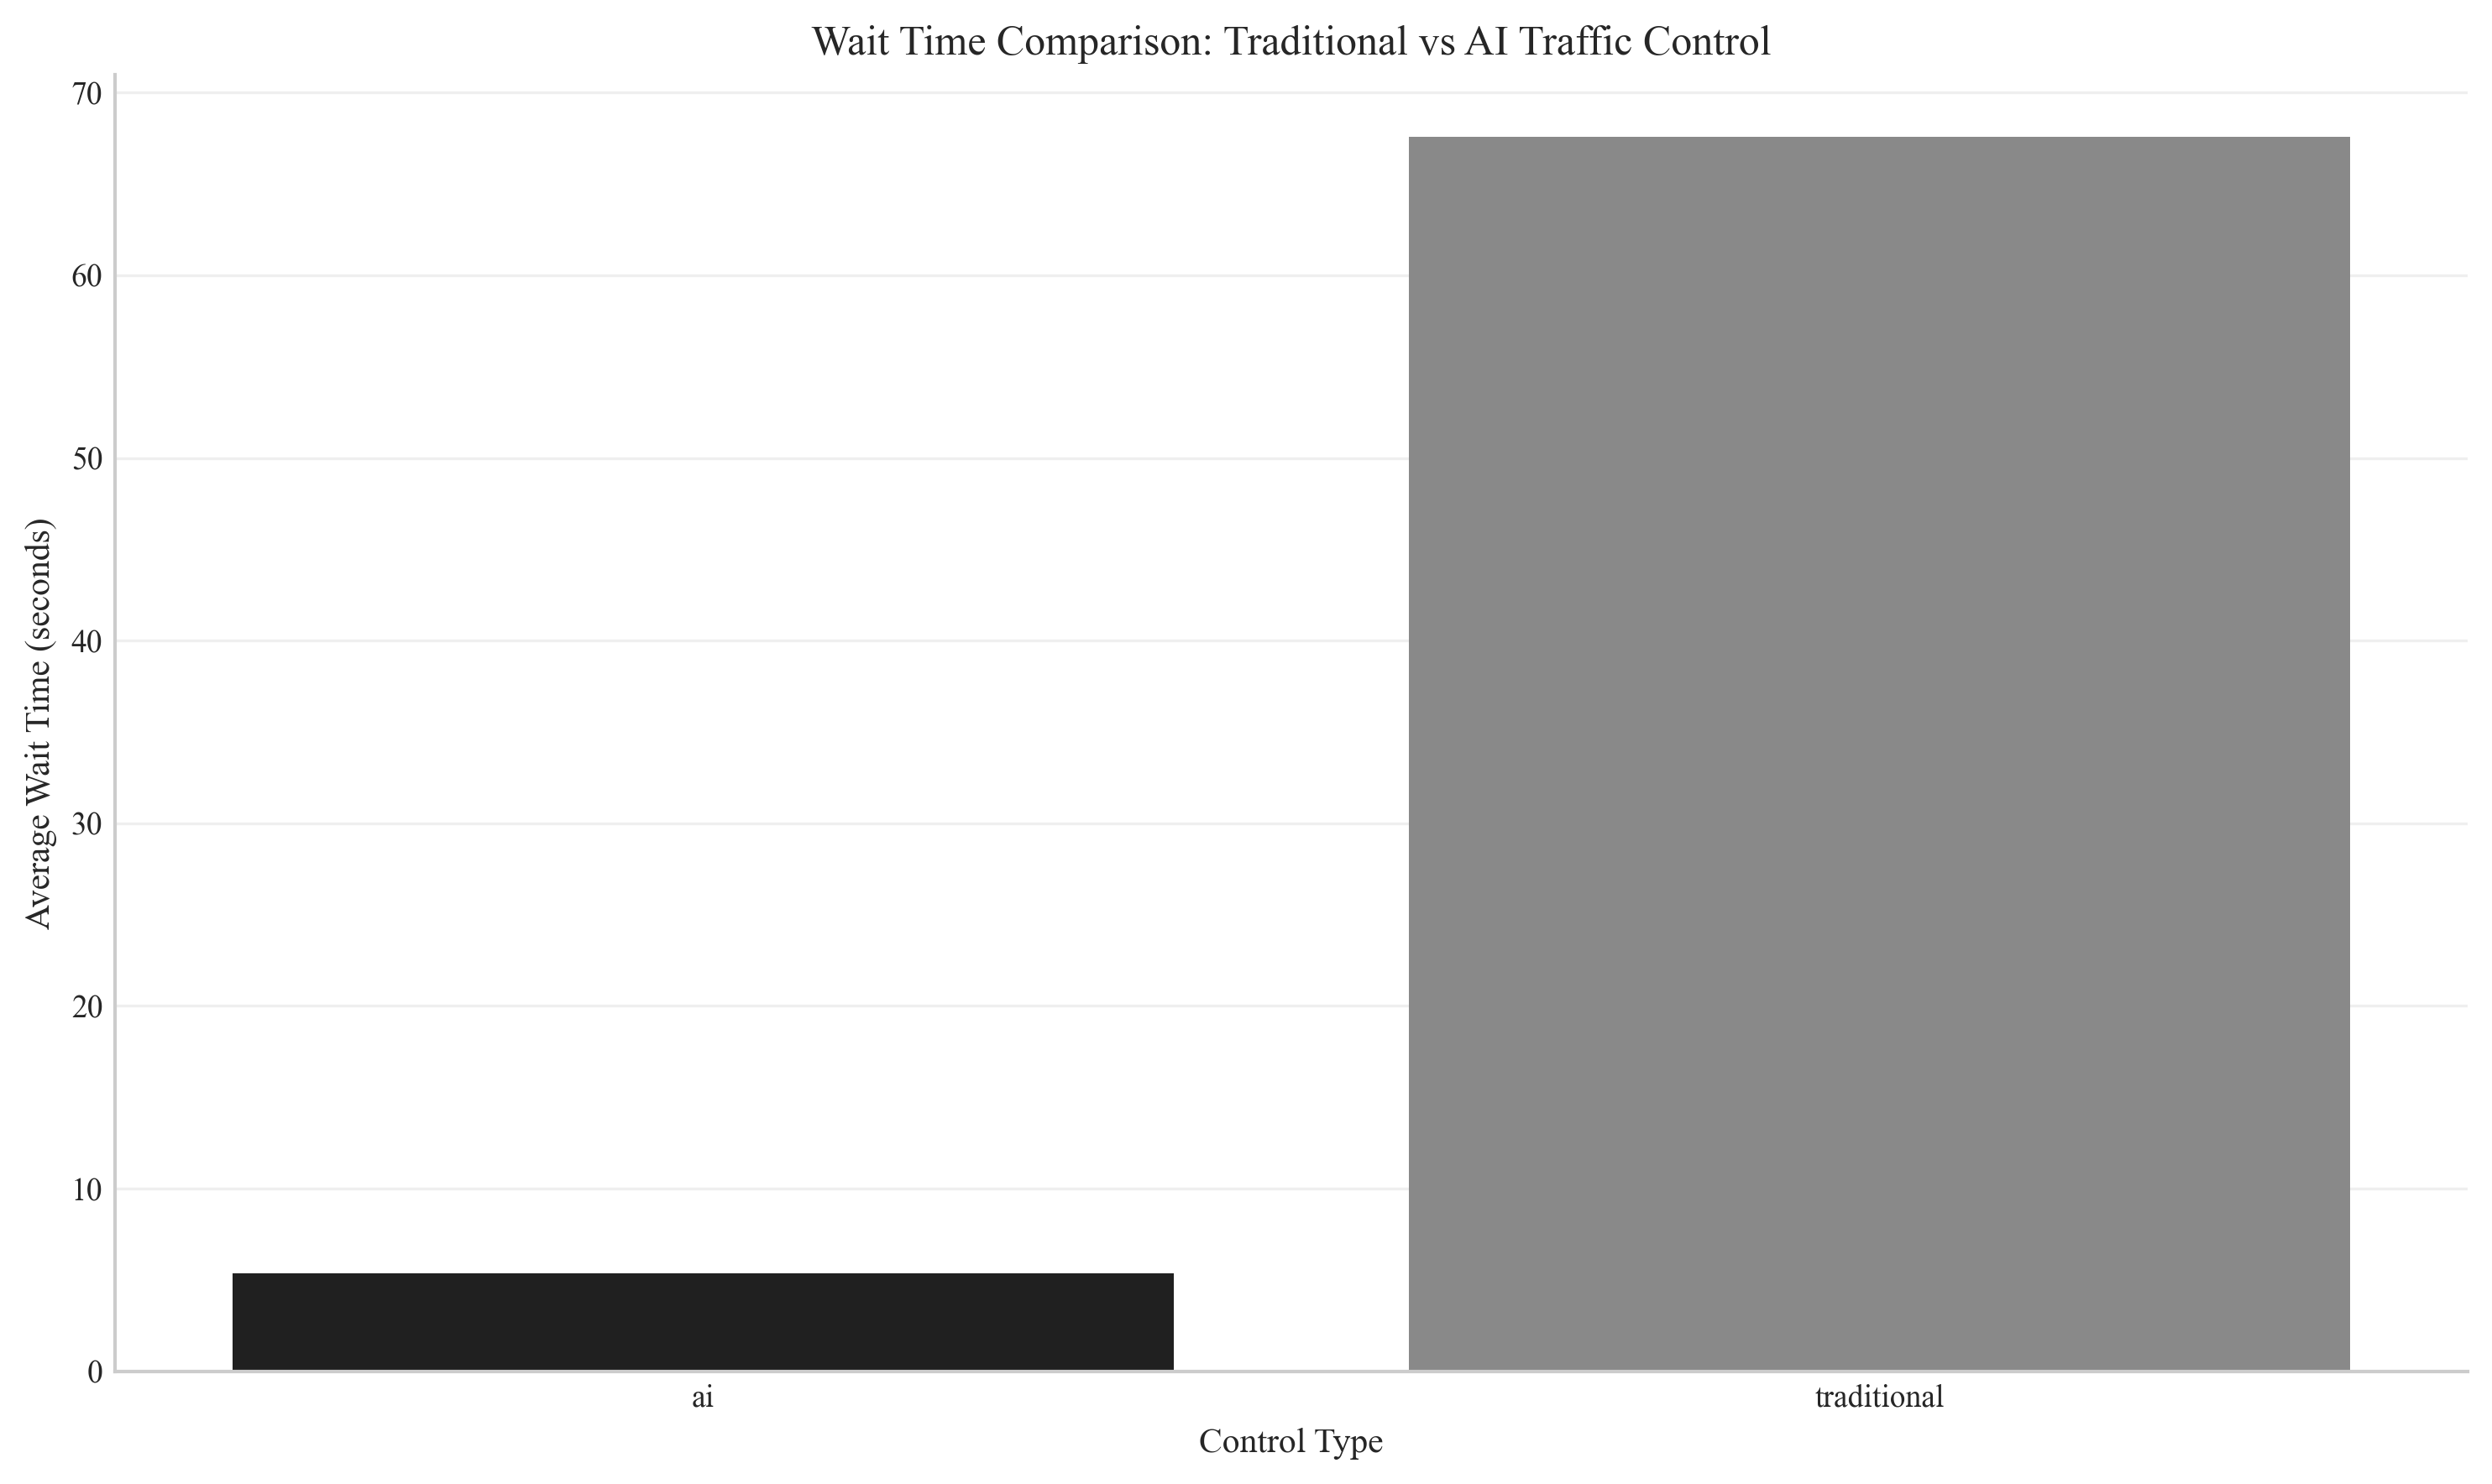 Wait Time Comparison: Traditional vs AI Traffic Control
Average Wait Time (seconds)
70
60
50
40
30
20
10
0
ai
traditional
Control Type